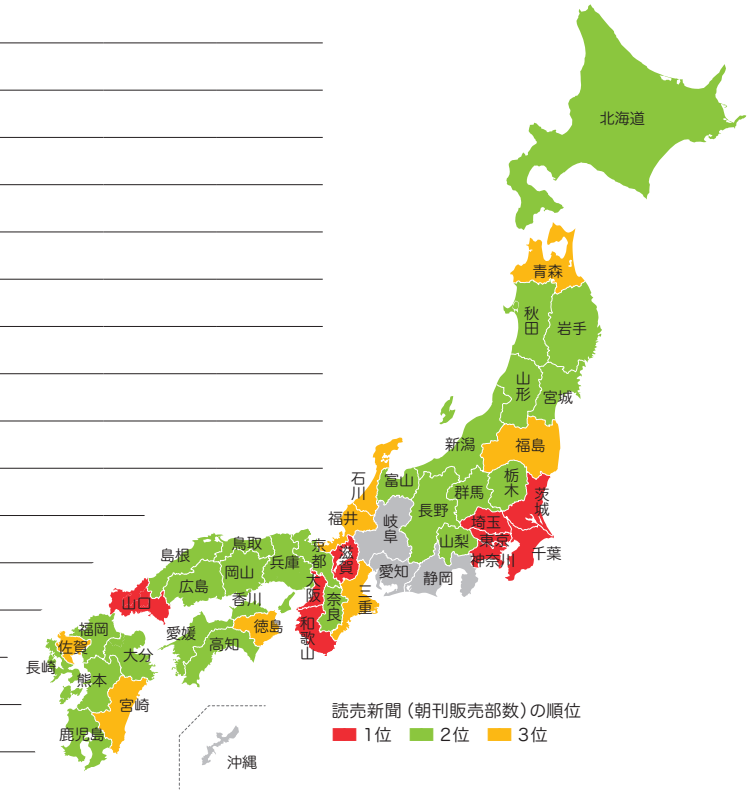 北海道
青森
秋田
岩手
山形
宮城
新潟
福島
石川
富山
栃木
群馬
茨城
長野
福井
岐阜
埼玉
山梨
東京
神奈川
千葉
島根
鳥取
兵庫
京都
滋賀
愛知
静岡
岡山
広島
大阪
奈良
三重
山口
香川
和歌山
徳島
福岡
愛媛
高知
佐賀
大分
長崎
熊本
宮崎
鹿児島
沖縄
読売新聞(朝刊販売部数)の順位
1位 2位 3位